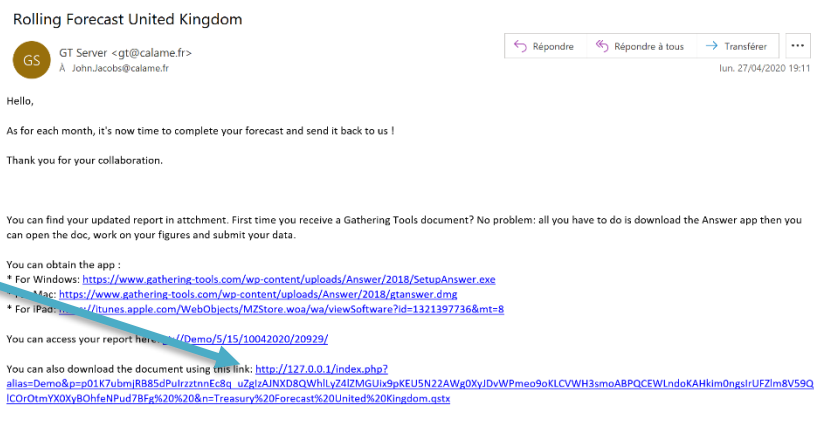 Rolling Forecast United Kingdom
GS
GT Server <gt@calame.fr>
À John.Jacobs@calame.fr
Répondre
Répondre à tous
Transférer
lun. 27/04/2020 19:11
Hello,
As for each month, it's now time to complete your forecast and send it back to us !
Thank you for your collaboration.
You can find your updated report in attchment. First time you receive a Gathering Tools document? No problem: all you have to do is download the Answer app then you
can open the doc, work on your figures and submit your data.
You can obtain the app :
* For Windows: https://www.gathering-tools.com/wp-content/uploads/Answer/2018/SetupAnswer.exe
Mac: https://www.gathering-tools.com/wp-content/uploads/Answer/2018/gtanswer.dmg
* For iPad: //itunes.apple.com/WebObjects/MZStore.woa/wa/viewSoftware?id=1321397736&mt=8
You can access your report here: //Demo/5/15/10042020/20929/
You can also download the document using this link: http://127.0.0.1/index.php?
alias=Demo&p=p01K7ubmjRB85dPuIrzztnnEc8q_uZgIzAJNXD8QWhlLyZ4lZMGUix9pKEU5N22AWg0XyJDvWPmeo9oKLCVWH3smoABPQCEWLndoKAHkim0ngsIrUFZlm8V59Q
lCOrOtmYX0XyBOhfeNPud7BFg%20%20&n=Treasury%20Forecast%20United%20Kingdom.qstx